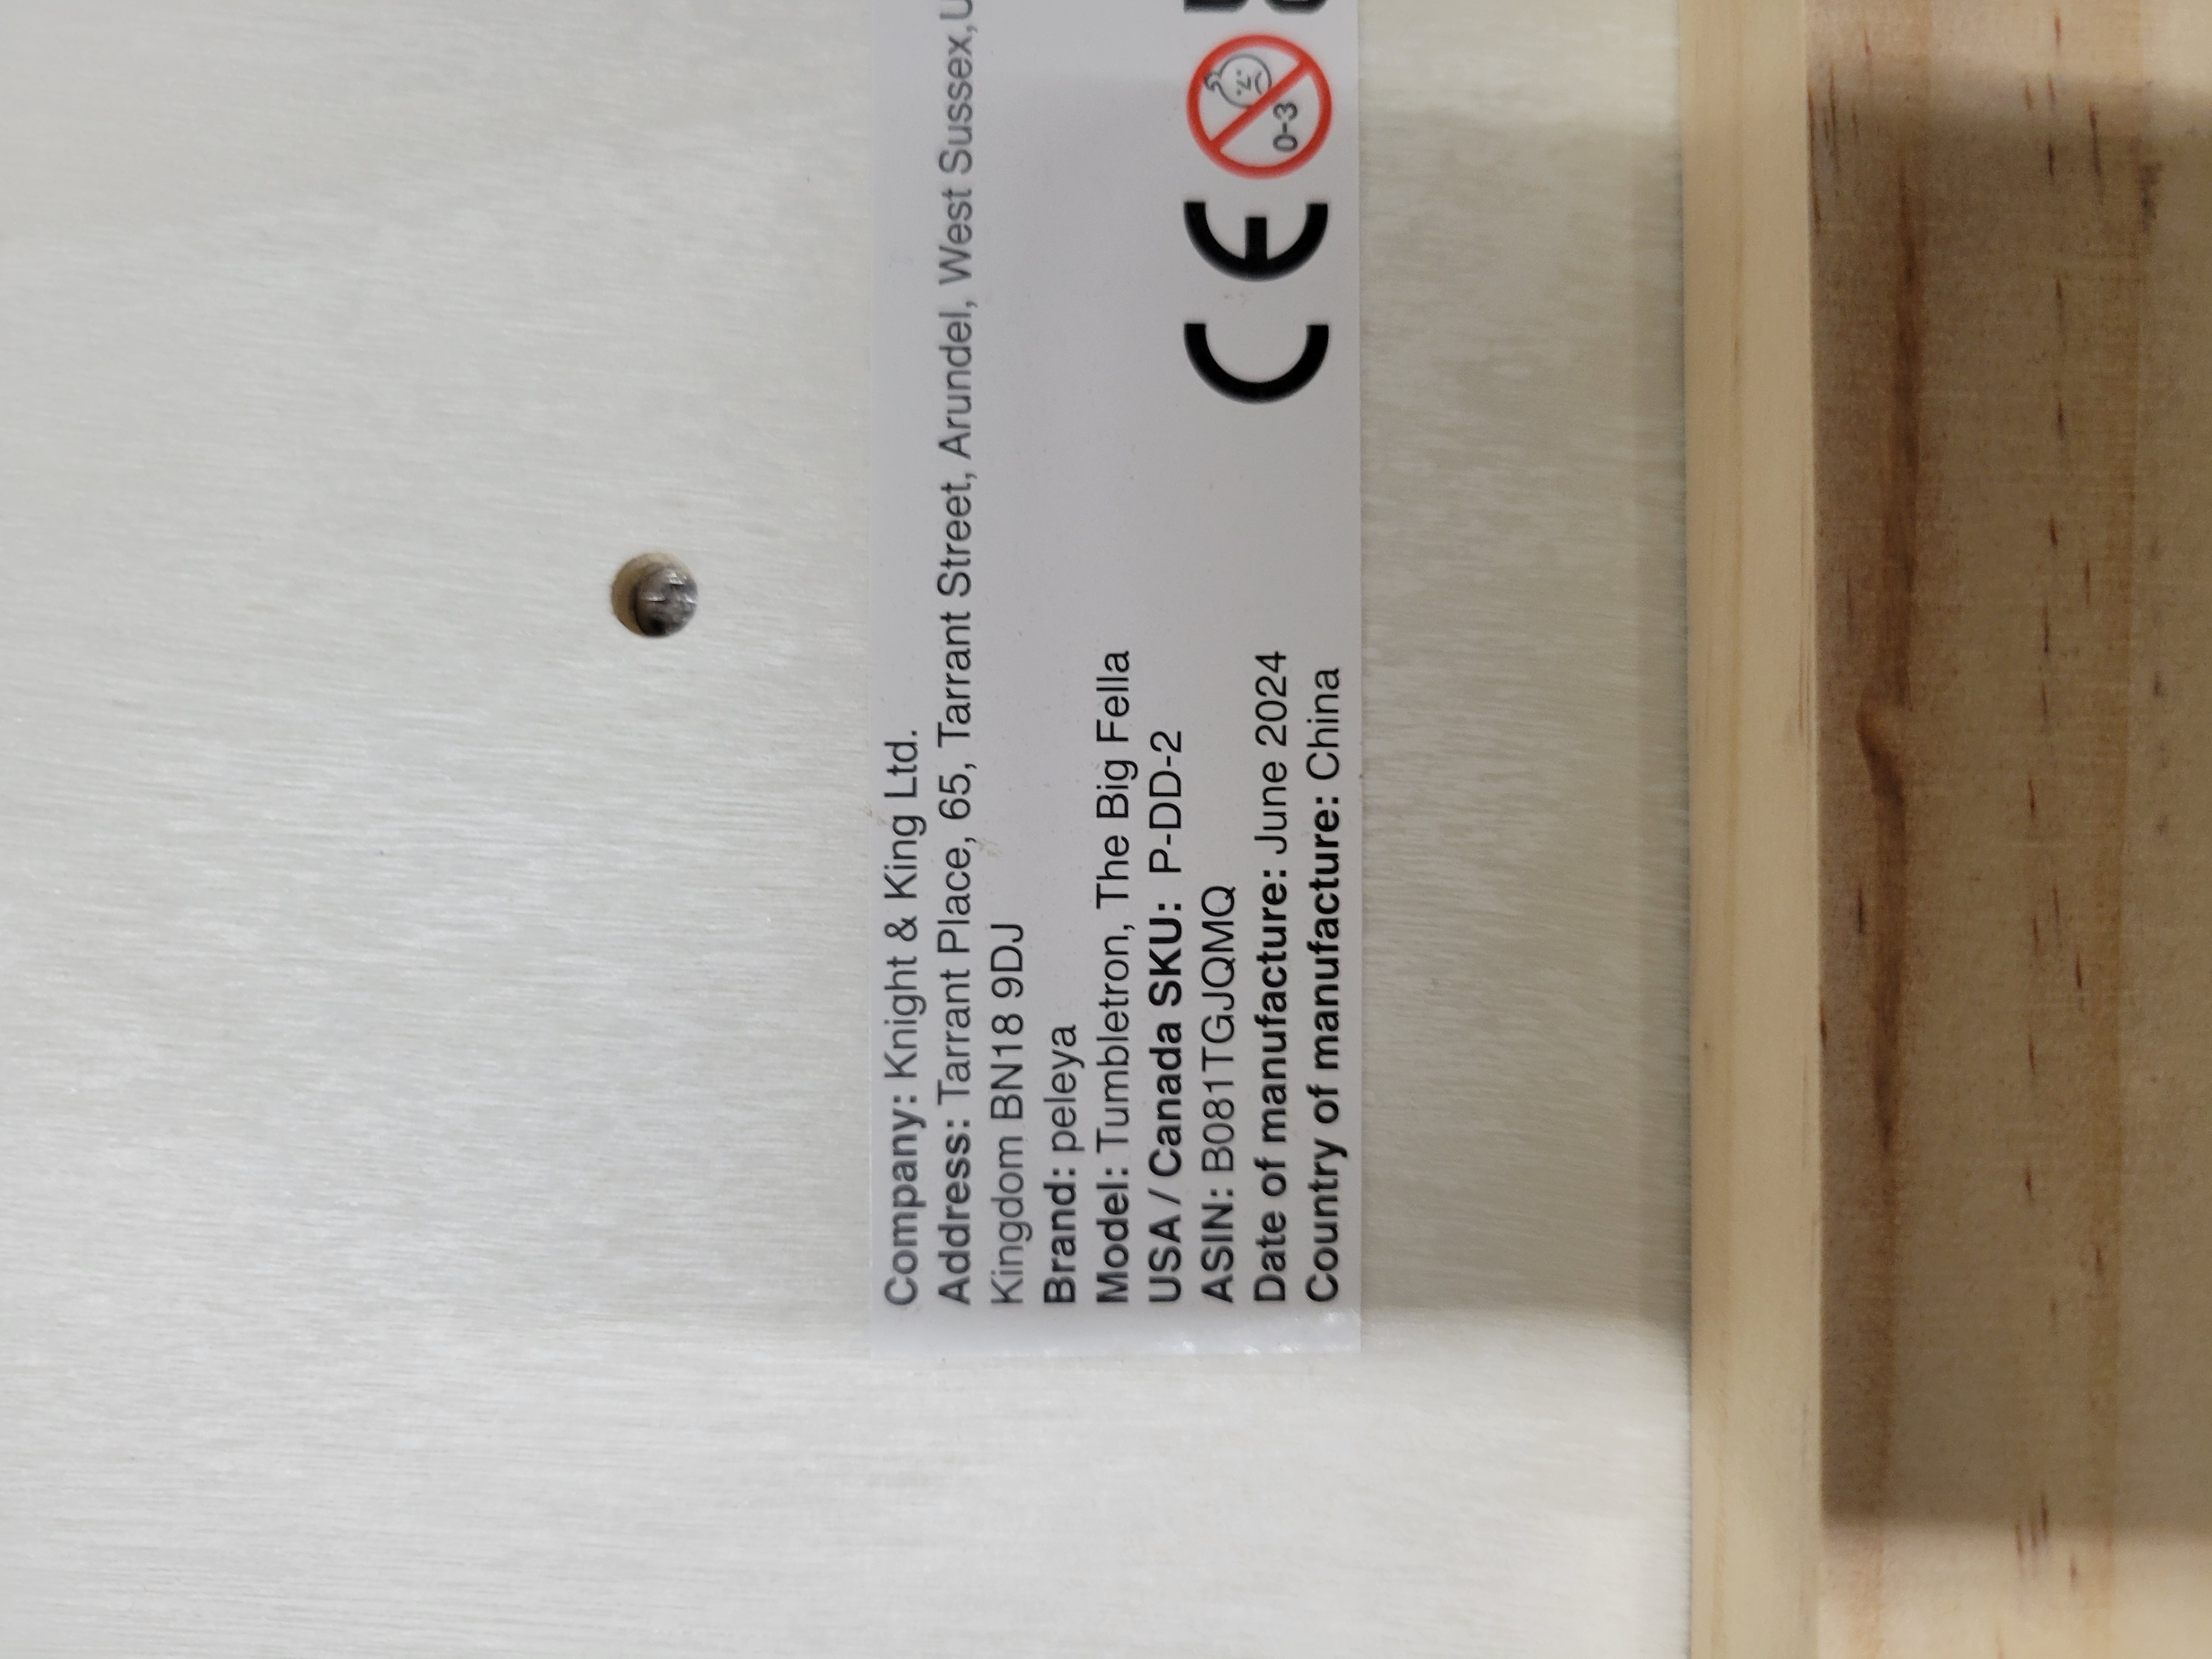 Company: Knight & King Ltd.
Address: Tarrant Place, 65, Tarrant Street, Arundel, West Sussex,
Kingdom BN18 9DJ
Brand: peleya
Model: Tumbletron, The Big Fella
USA / Canada SKU: P-DD-2
ASIN: B081TGJQMQ
Date of manufacture: June 2024
Country of manufacture: China
CE
0-3